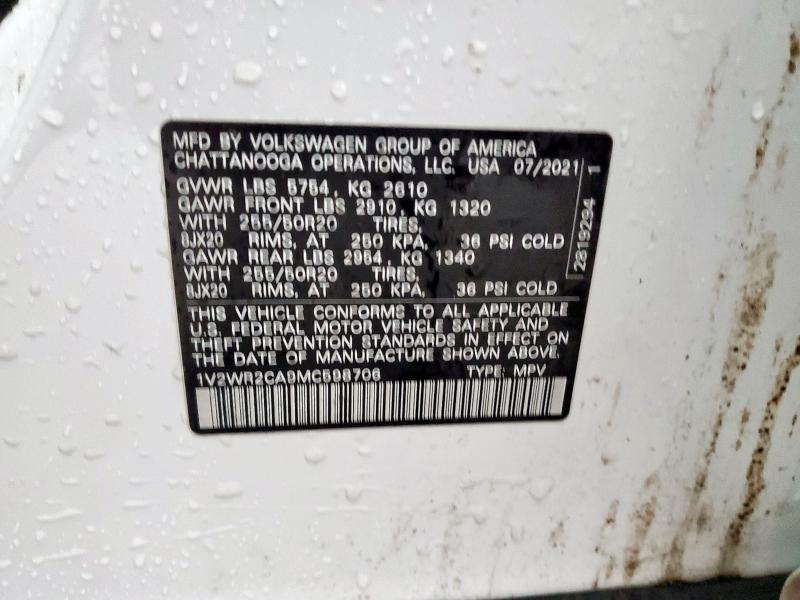 MFD BY VOLKSWAGEN GROUP OF AMERICA
CHATTANOOGA OPERATIONS, LLC. USA 07/2021
GVWR LBS 5754, KG 2610
GAWR FRONT LBS 2910, KG 1320
WITH 255/50R20 TIRES,
8JX20 RIMS, AT 250 KPA, 36 PSI COLD
GAWR REAR LBS 2954, KG 1340
WITH 255/50R20 TIRES,
8JX20 RIMS, AT 250 KPA, 36 PSI COLD
THIS VEHICLE CONFORMS TO ALL APPLICABLE
U.S. FEDERAL MOTOR VEHICLE SAFETY AND
THEFT PREVENTION STANDARDS IN EFFECT ON
THE DATE OF MANUFACTURE SHOWN ABOVE.
1V2WR2CA9MC598706 TYPE: MPV
2819294 1